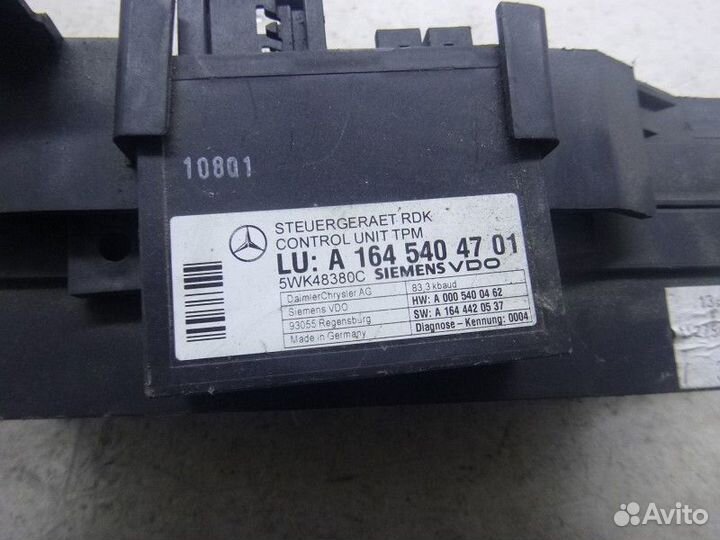 10801
STEUERGERAET RDK
CONTROL UNIT TPM
LU: A 164 540 47 01
5WK48380C SIEMENS VDO
DaimlerChrysler AG
Siemens VDO
93055 Regensburg
Made in Germany
83,3 kbaud
HW: A 000 540 04 62
SW: A 164 442 05 37
Diagnose - Kennung: 0004
Avito